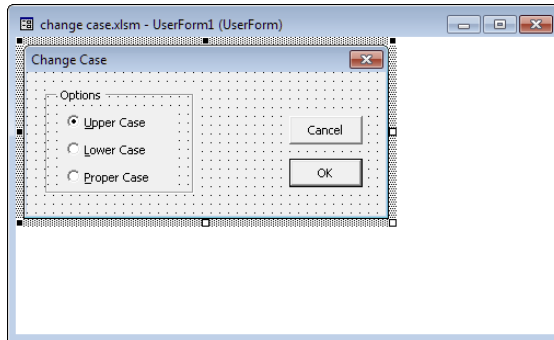 change case.xlsm - UserForm1 (UserForm)
Change Case
Options
Upper Case
Lower Case
Proper Case
Cancel
OK